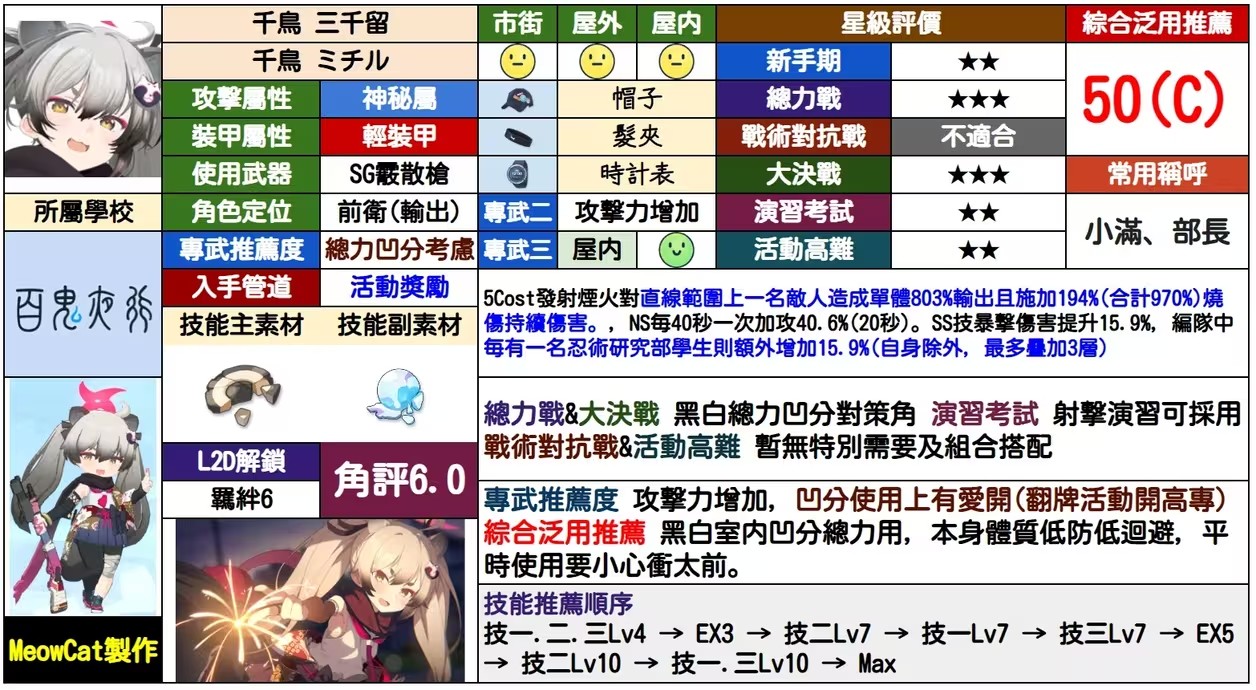 千鳥 三千留
千鳥 ミチル
市街 屋外 屋内
星級評價
綜合泛用推薦
新手期 ★★
50(C)
攻擊屬性 神秘屬
帽子
總力戰 ★★★
裝甲屬性 輕裝甲
髮夾
戰術對抗戰 不適合
使用武器 SG霰散槍
時計表
大決戰 ★★★
常用稱呼
所屬學校
角色定位 前衛(輸出)
專武二 攻擊力增加
演習考試 ★★
小滿、部長
專武推薦度 總力凹分考慮
專武三 屋内
活動高難 ★★
百鬼夜行
入手管道 活動獎勵
技能主素材 技能副素材
5Cost發射煙火對直線範圍上一名敵人造成單體803%輸出且施加194%(合計970%)燒
傷持續傷害。, NS每40秒一次加攻40.6%(20秒)。SS技暴擊傷害提升15.9%, 編隊中
每有一名忍術研究部學生則額外增加15.9%(自身除外, 最多疊加3層)
總力戰&大決戰 黑白總力凹分對策角 演習考試 射擊演習可採用
戰術對抗戰&活動高難 暫無特別需要及組合搭配
L2D解鎖
羈絆6
角評6.0
專武推薦度 攻擊力增加, 凹分使用上有愛開(翻牌活動開高專)
綜合泛用推薦 黑白室内凹分總力用, 本身體質低防低迴避, 平
時使用要小心衝太前。
技能推薦順序
技一.二.三Lv4 → EX3 → 技二Lv7 → 技一Lv7 → 技三Lv7 → EX5
→ 技二Lv10 → 技一.三Lv10 → Max
MeowCat製作